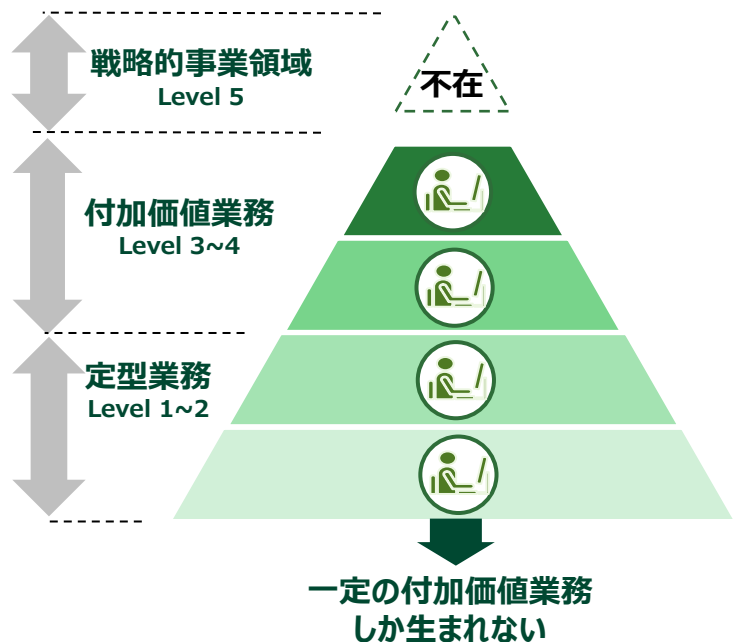 戦略的事業領域
Level 5
不在
付加価値業務
Level 3~4
定型業務
Level 1~2
一定の付加価値業務
しか生まれない